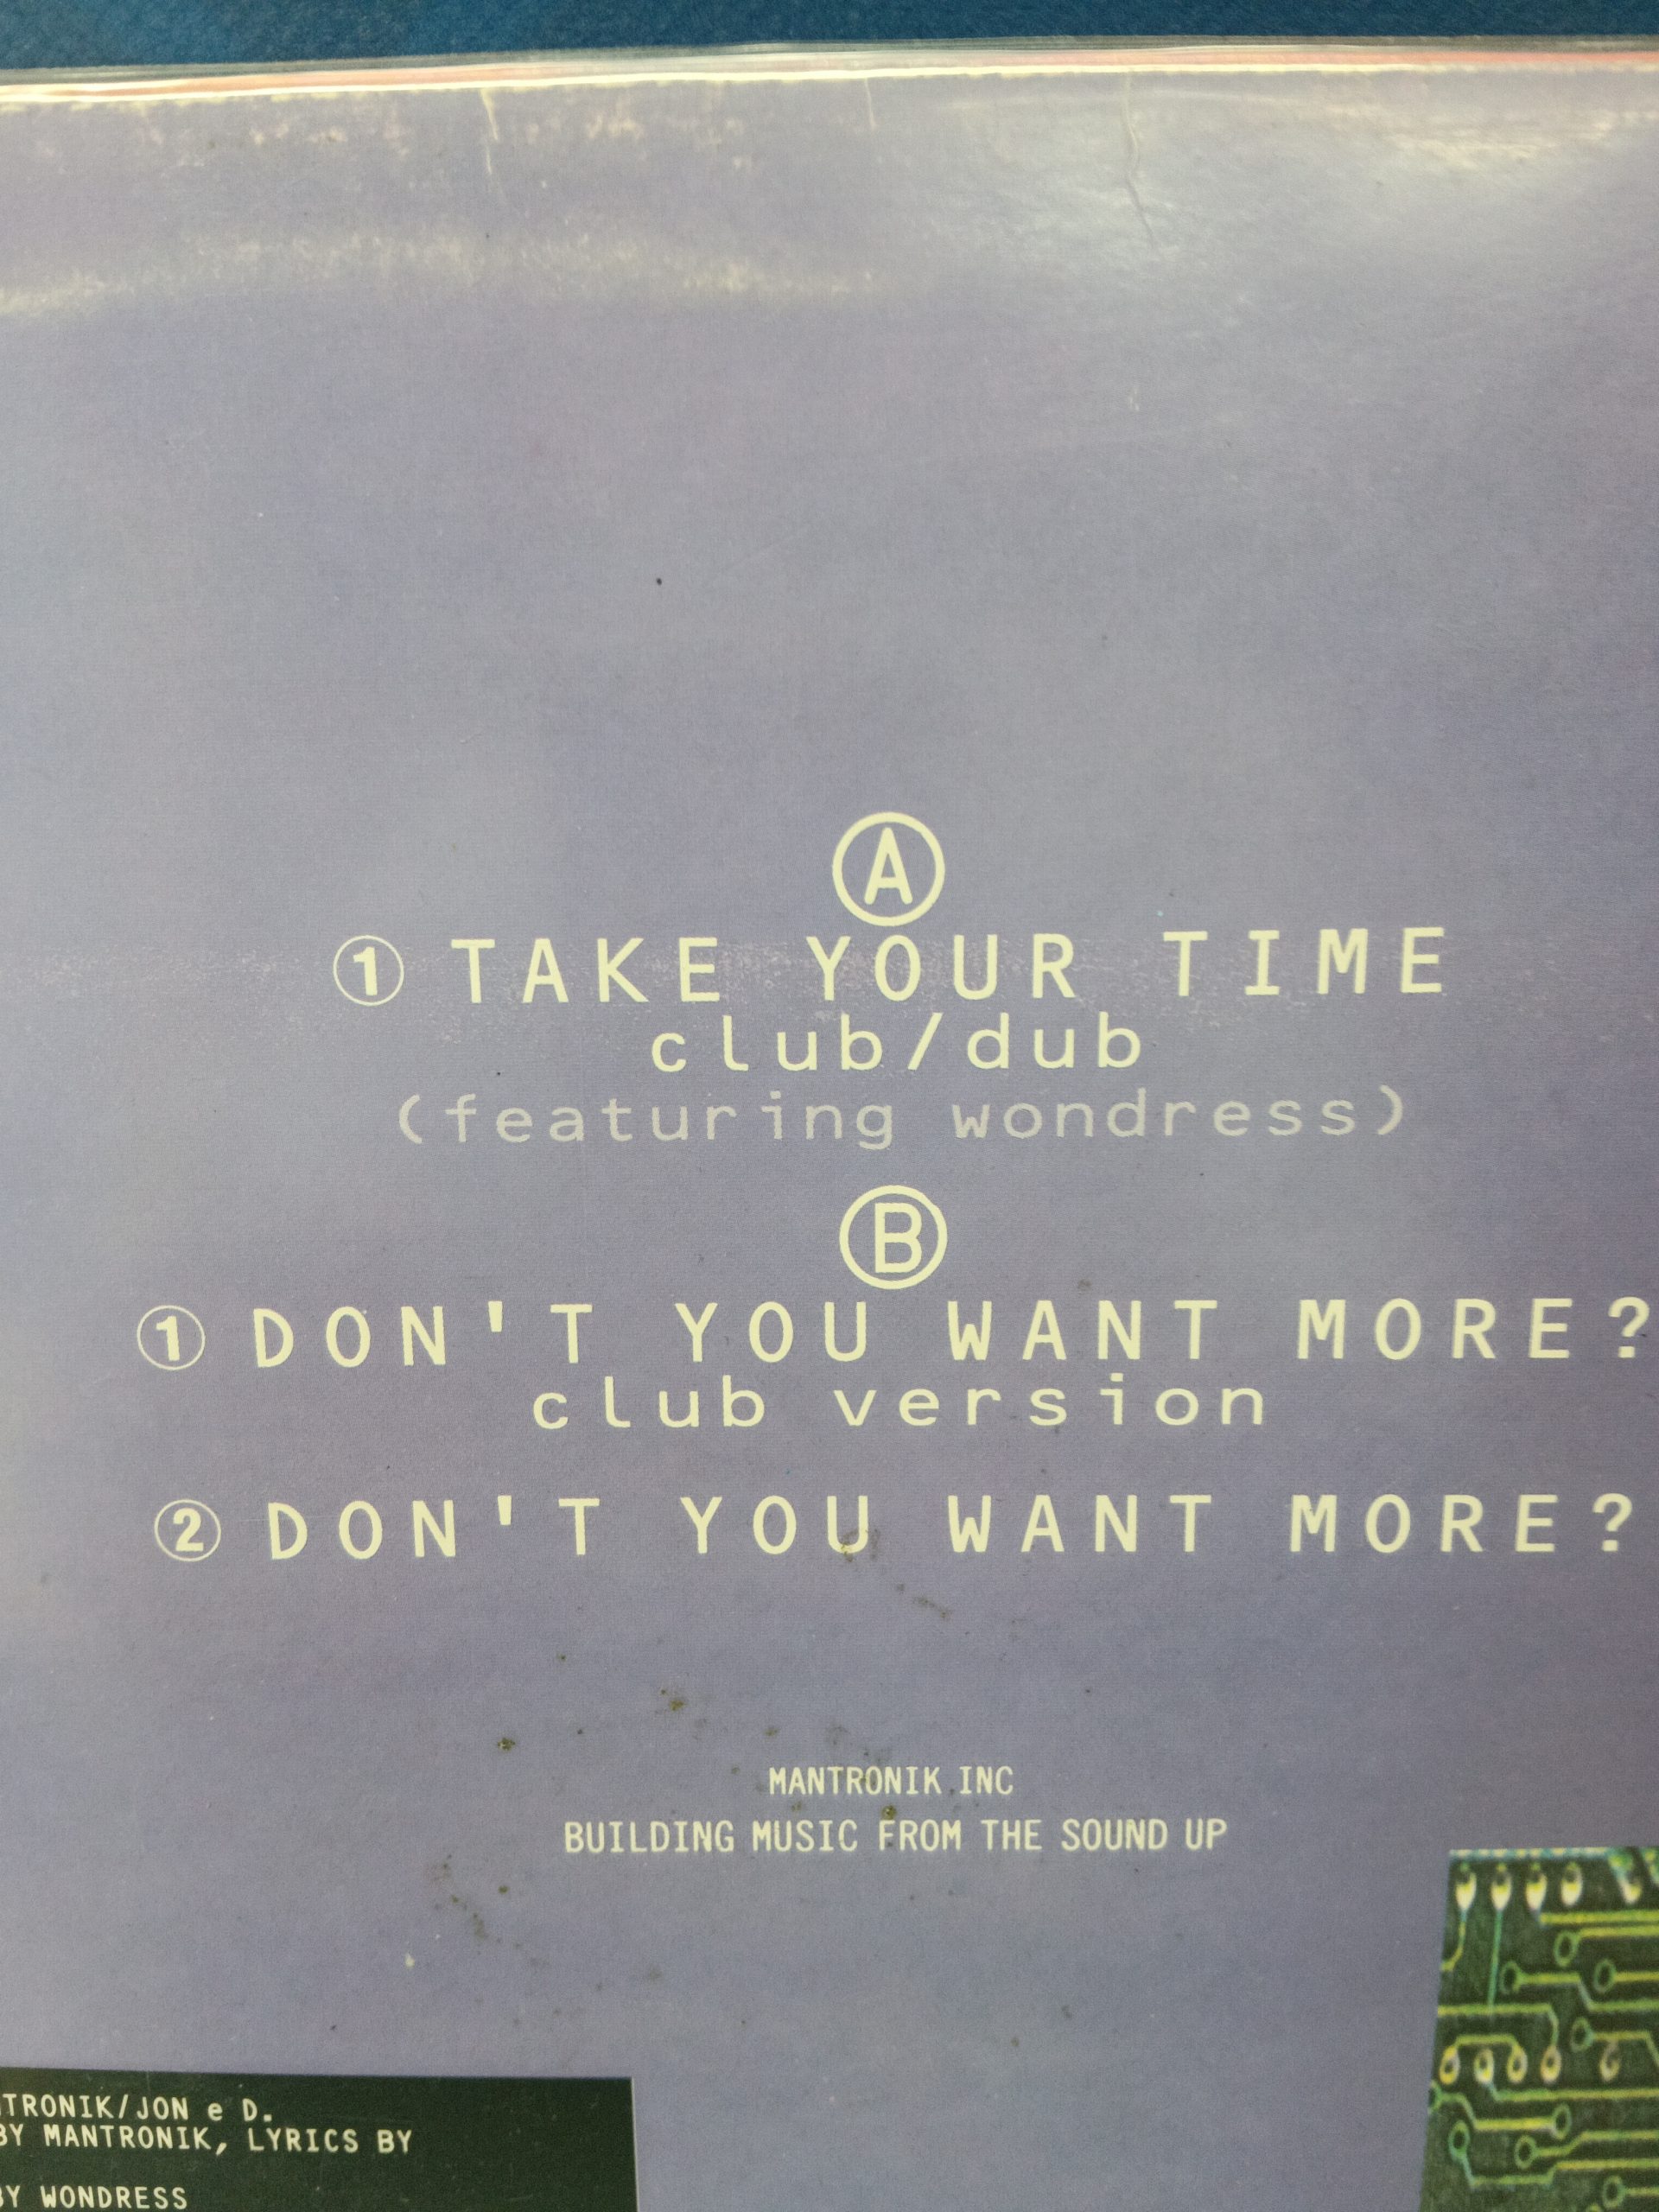 Ⓐ
① TAKE YOUR TIME
club/dub
(featuring wondress)
Ⓑ
① DON'T YOU WANT MORE?
club version
② DON'T YOU WANT MORE?
MANTRONIK INC
BUILDING MUSIC FROM THE SOUND UP
TRONIK/JON e D.
BY MANTRONIK, LYRICS BY
BY WONDRESS